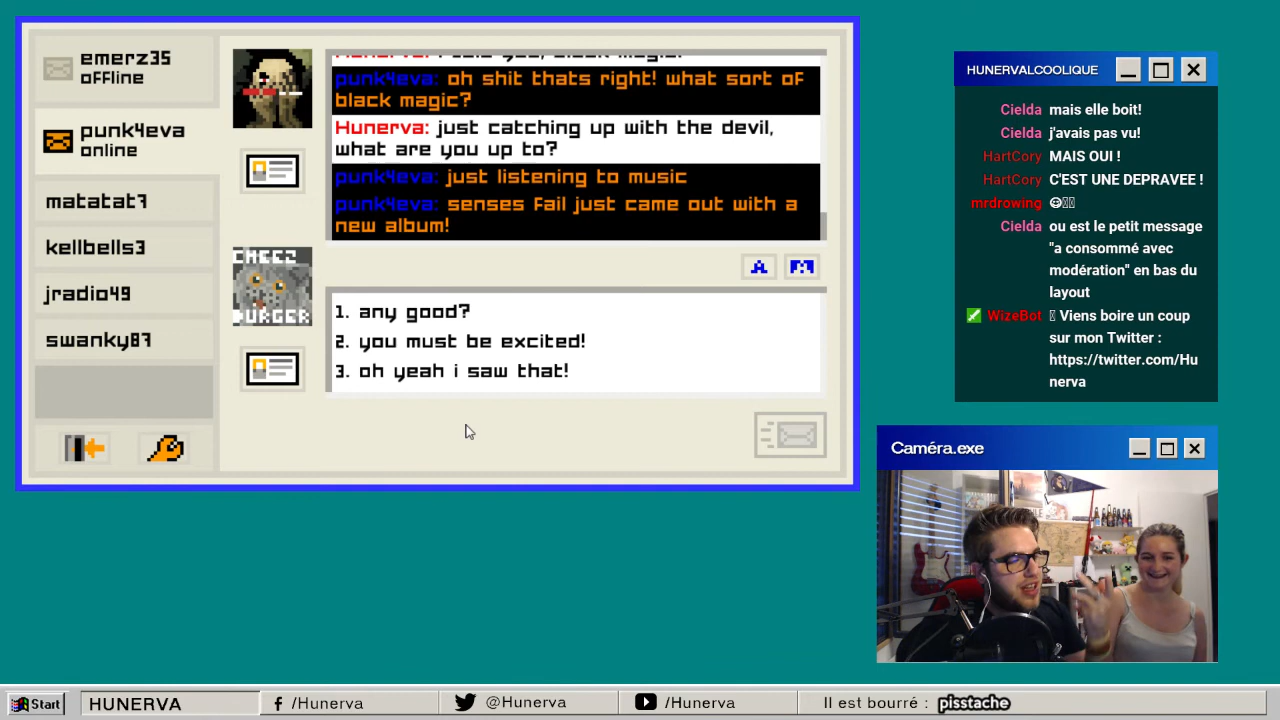 emerz35
offline
punk4eva
online
matatat7
kellbells3
jradio49
swanky87
CHEEZ
BURGER
punk4eva: oh shit thats right! what sort of
black magic?
Hunerva: just catching up with the devil,
what are you up to?
punk4eva: just listening to music
punk4eva: senses fail just came out with a
new album!
A
1. any good?
2. you must be excited!
3. oh yeah i saw that!
HUNERVALCOOLIQUE
Cielda mais elle boit!
Cielda j'avais pas vu!
HartCory MAIS OUI !
HartCory C'EST UNE DEPRAVEE !
mrdrowing
Cielda ou est le petit message
"a consommé avec
modération" en bas du
layout
WizeBot Viens boire un coup
sur mon Twitter :
https://twitter.com/Hu
nerva
Caméra.exe
Start
HUNERVA
/Hunerva
@Hunerva
/Hunerva
Il est bourré : pisstache